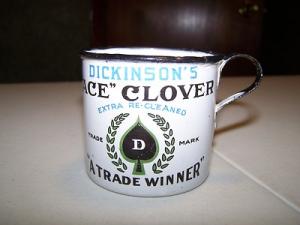 DICKINSON'S
ACE" CLOVER
EXTRA RE-CLEANED
TRADE MARK
D
"A TRADE WINNER"